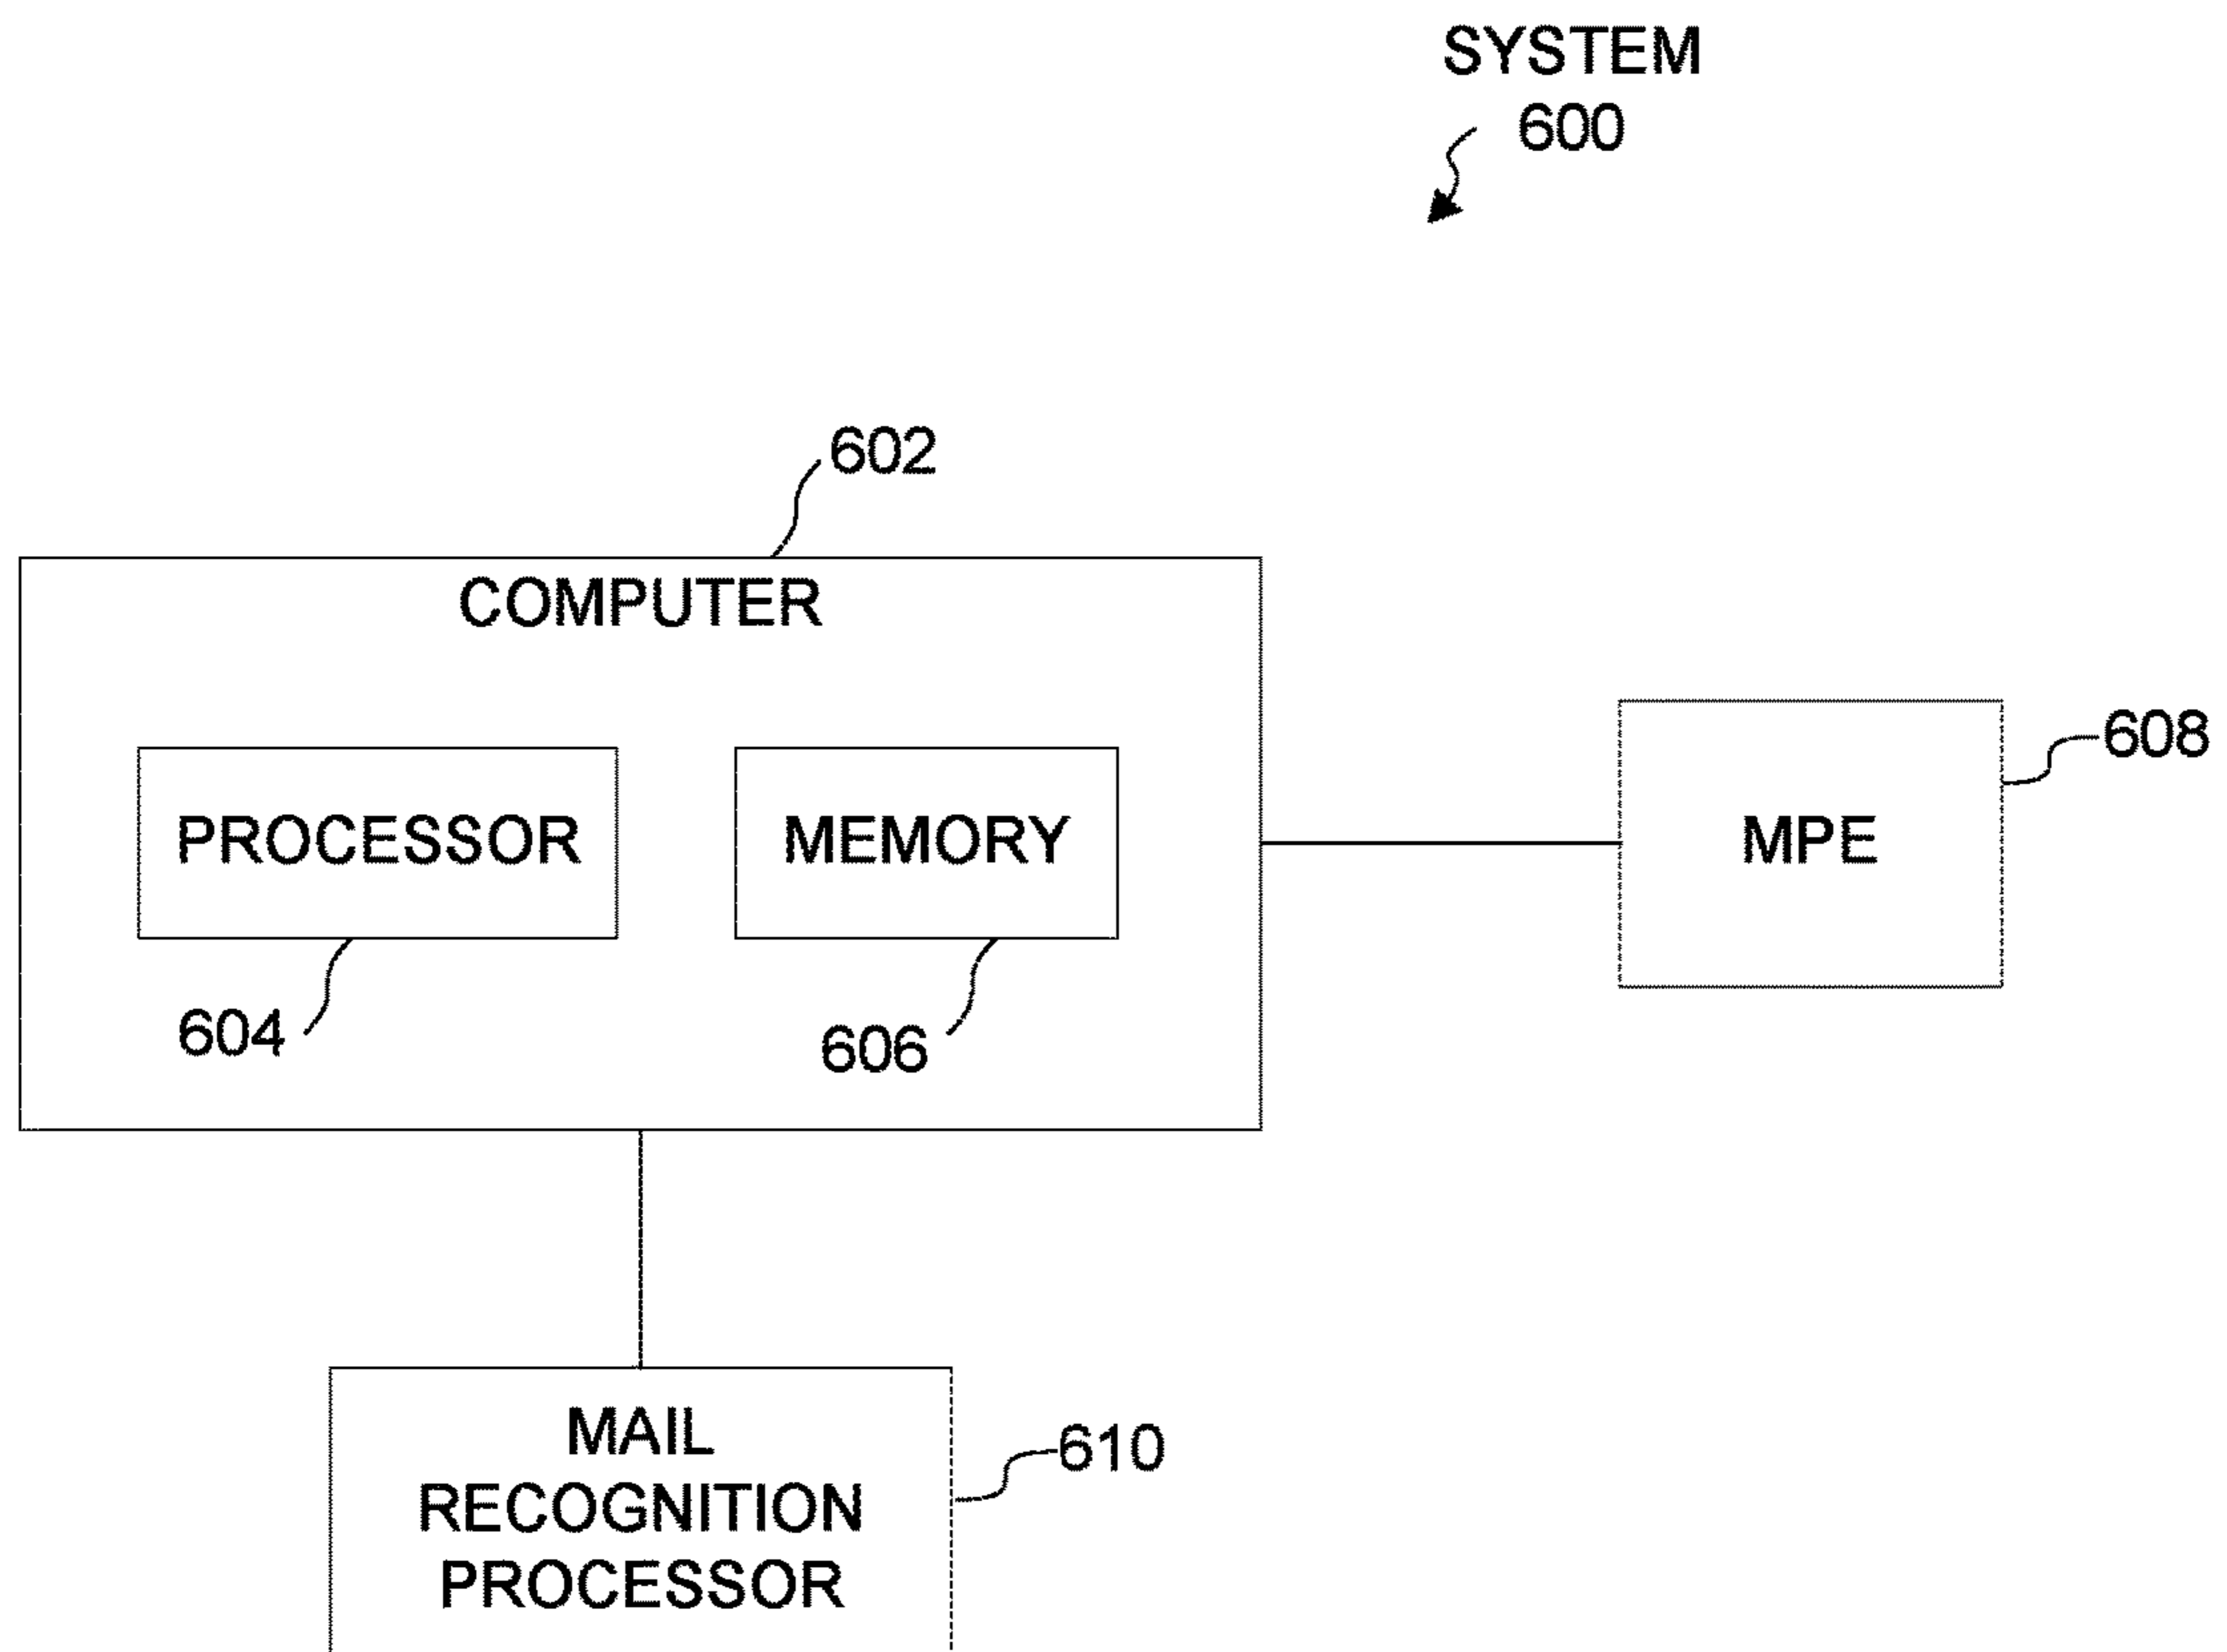 SYSTEM
600
602
COMPUTER
608
PROCESSOR
MEMORY
MPE
604
606
MAIL
610
RECOGNITION
PROCESSOR